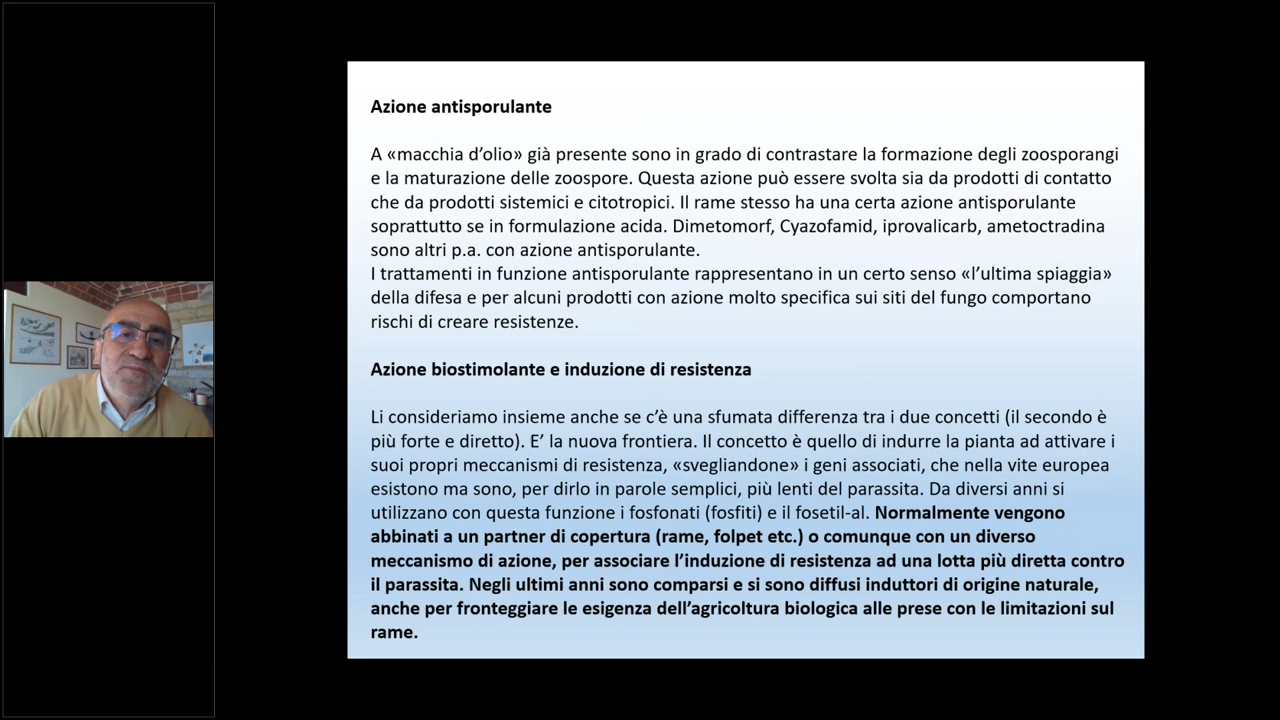 Azione antisporulante
A «macchia d’olio» già presente sono in grado di contrastare la formazione degli zoosporangi
e la maturazione delle zoospore. Questa azione può essere svolta sia da prodotti di contatto
che da prodotti sistemici e citotropici. Il rame stesso ha una certa azione antisporulante
soprattutto se in formulazione acida. Dimetomorf, Cyazofamid, iprovalicarb, ametoctradina
sono altri p.a. con azione antisporulante.
I trattamenti in funzione antisporulante rappresentano in un certo senso «l’ultima spiaggia»
della difesa e per alcuni prodotti con azione molto specifica sui siti del fungo comportano
rischi di creare resistenze.
Azione biostimolante e induzione di resistenza
Li consideriamo insieme anche se c’è una sfumata differenza tra i due concetti (il secondo è
più forte e diretto). E’ la nuova frontiera. Il concetto è quello di indurre la pianta ad attivare i
suoi propri meccanismi di resistenza, «svegliandone» i geni associati, che nella vite europea
esistono ma sono, per dirlo in parole semplici, più lenti del parassita. Da diversi anni si
utilizzano con questa funzione i fosfonati (fosfiti) e il fosetil-al. Normalmente vengono
abbinati a un partner di copertura (rame, folpet etc.) o comunque con un diverso
meccanismo di azione, per associare l’induzione di resistenza ad una lotta più diretta contro
il parassita. Negli ultimi anni sono comparsi e si sono diffusi induttori di origine naturale,
anche per fronteggiare le esigenza dell’agricoltura biologica alle prese con le limitazioni sul
rame.